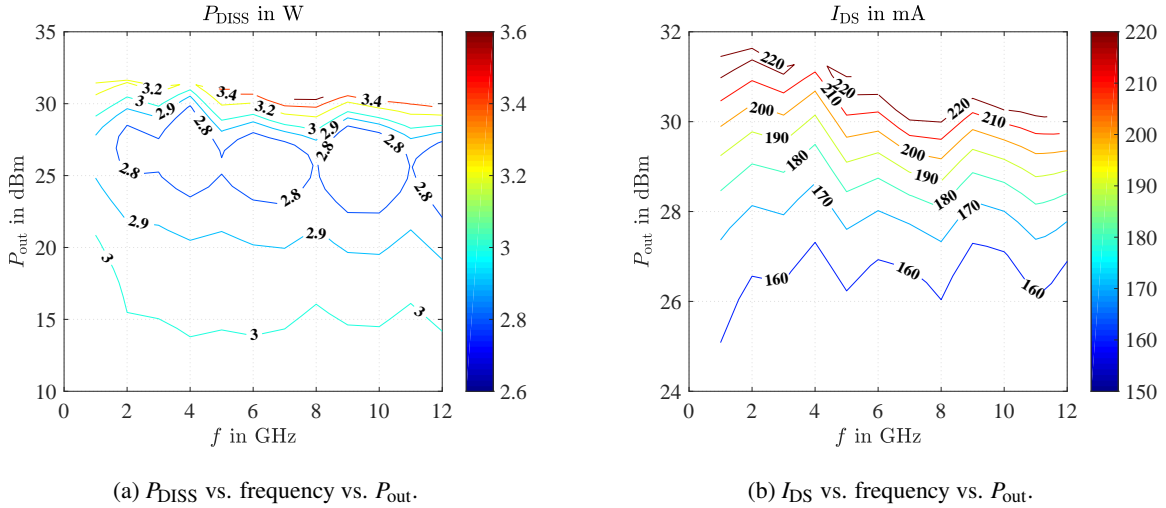 P_DISS in W
35
30
25
20
15
10
P_out in dBm
0 2 4 6 8 10 12
f in GHz
3.2 3.4 3.2 3.4
2.9 3 3 2.9
2.8 2.8 2.8 2.8
2.8 2.8 2.8
2.9 2.9
3 3 3
3.6
3.4
3.2
3
2.8
2.6
(a) P_DISS vs. frequency vs. P_out.
I_DS in mA
32
30
28
26
24
P_out in dBm
0 2 4 6 8 10 12
f in GHz
220 220 220
210 210
200 200
190 190
180 180
170 170
160 160 160
220
210
200
190
180
170
160
150
(b) I_DS vs. frequency vs. P_out.